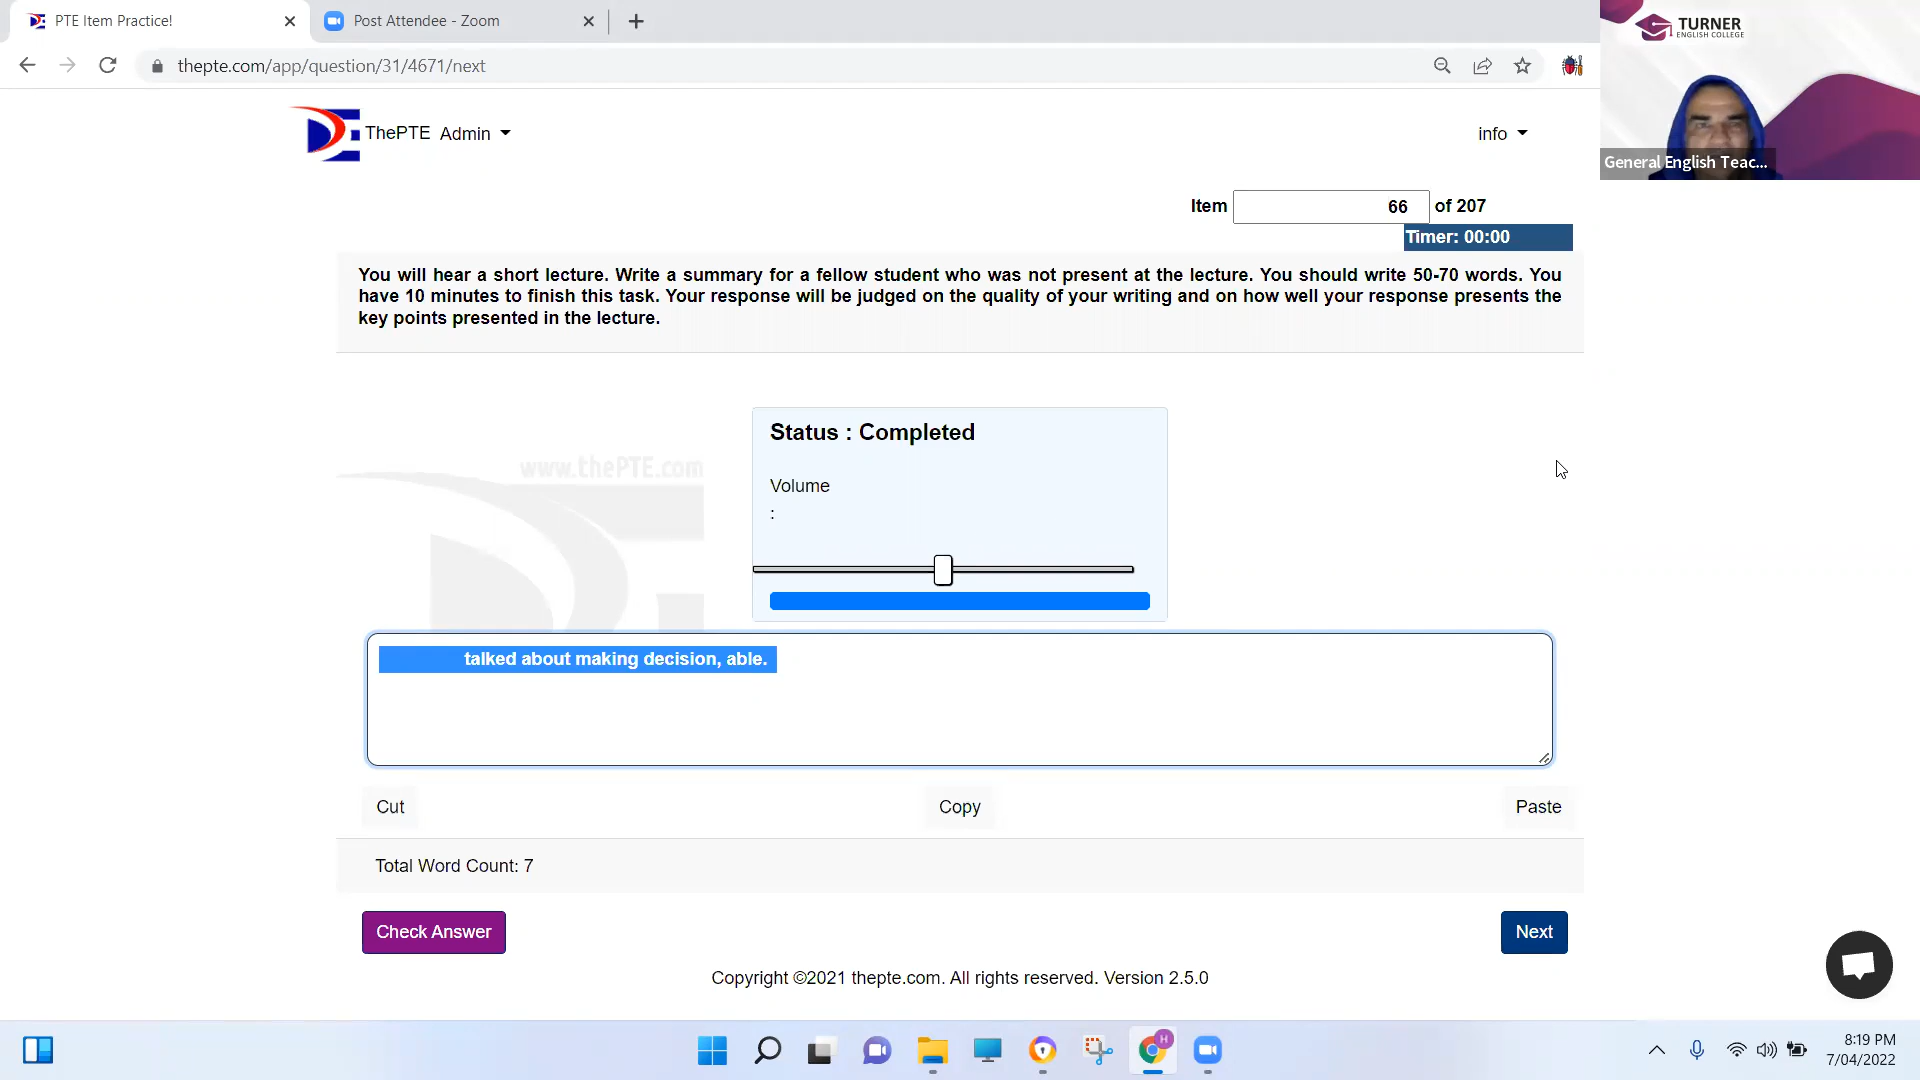 PTE Item Practice!
Post Attendee - Zoom
thepte.com/app/question/31/4671/next
TURNER
ENGLISH COLLEGE
General English Teac...
ThePTE Admin
info
Item 66 of 207
Timer: 00:00
You will hear a short lecture. Write a summary for a fellow student who was not present at the lecture. You should write 50-70 words. You
have 10 minutes to finish this task. Your response will be judged on the quality of your writing and on how well your response presents the
key points presented in the lecture.
www.thePTE.com
Status : Completed
Volume
:
talked about making decision, able.
Cut
Copy
Paste
Total Word Count: 7
Check Answer
Next
Copyright ©2021 thepte.com. All rights reserved. Version 2.5.0
H
8:19 PM
7/04/2022